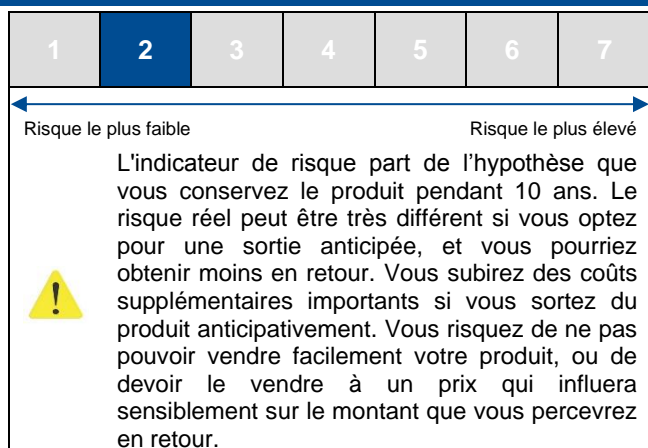 1 2 3 4 5 6 7
Risque le plus faible Risque le plus élevé
L'indicateur de risque part de l’hypothèse que
vous conservez le produit pendant 10 ans. Le
risque réel peut être très différent si vous optez
pour une sortie anticipée, et vous pourriez
obtenir moins en retour. Vous subirez des coûts
supplémentaires importants si vous sortez du
produit anticipativement. Vous risquez de ne pas
pouvoir vendre facilement votre produit, ou de
devoir le vendre à un prix qui influera
sensiblement sur le montant que vous percevrez
en retour.